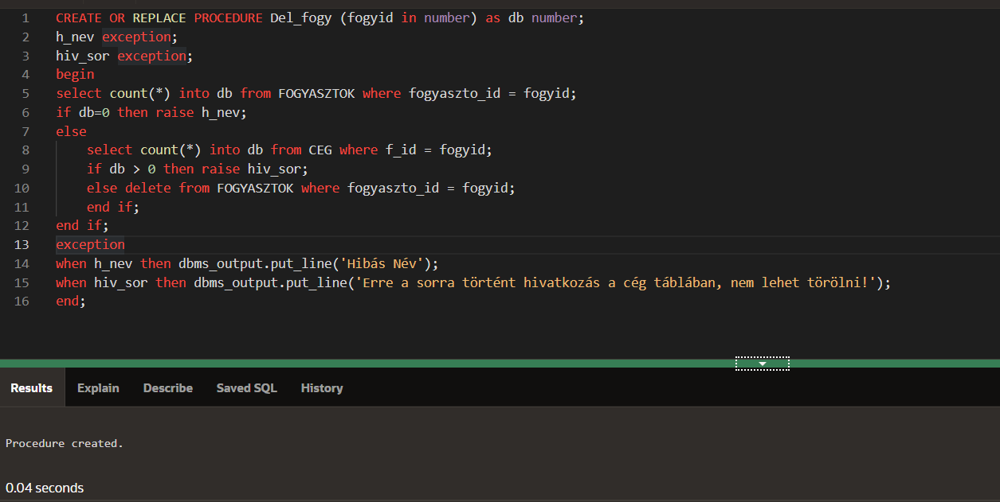 1 CREATE OR REPLACE PROCEDURE Del_fogy (fogyid in number) as db number;
2 h_nev exception;
3 hiv_sor exception;
4 begin
5 select count(*) into db from FOGYASZTOK where fogyaszto_id = fogyid;
6 if db=0 then raise h_nev;
7 else
8 select count(*) into db from CEG where f_id = fogyid;
9 if db > 0 then raise hiv_sor;
10 else delete from FOGYASZTOK where fogyaszto_id = fogyid;
11 end if;
12 end if;
13 exception
14 when h_nev then dbms_output.put_line('Hibás Név');
15 when hiv_sor then dbms_output.put_line('Erre a sorra történt hivatkozás a cég táblában, nem lehet törölni!');
16 end;
Results Explain Describe Saved SQL History
Procedure created.
0.04 seconds